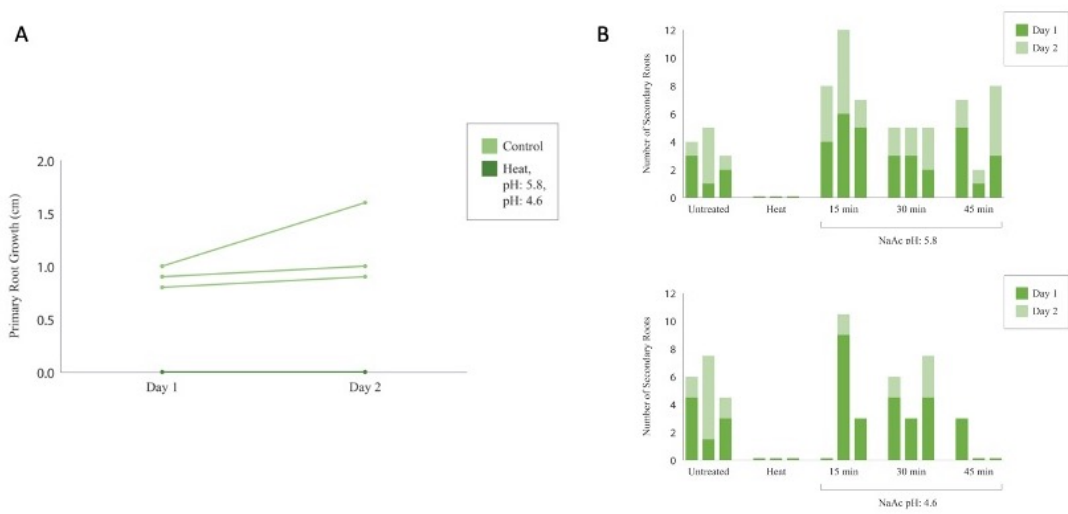 A
Primary Root Growth (cm)
2.0
1.5
1.0
0.5
0.0
Day 1 Day 2
Control
Heat,
pH: 5.8,
pH: 4.6
B
Number of Secondary Roots
12
10
8
6
4
2
0
Untreated Heat 15 min 30 min 45 min
NaAc pH: 5.8
Day 1
Day 2
Number of Secondary Roots
12
10
8
6
4
2
0
Untreated Heat 15 min 30 min 45 min
NaAc pH: 4.6
Day 1
Day 2